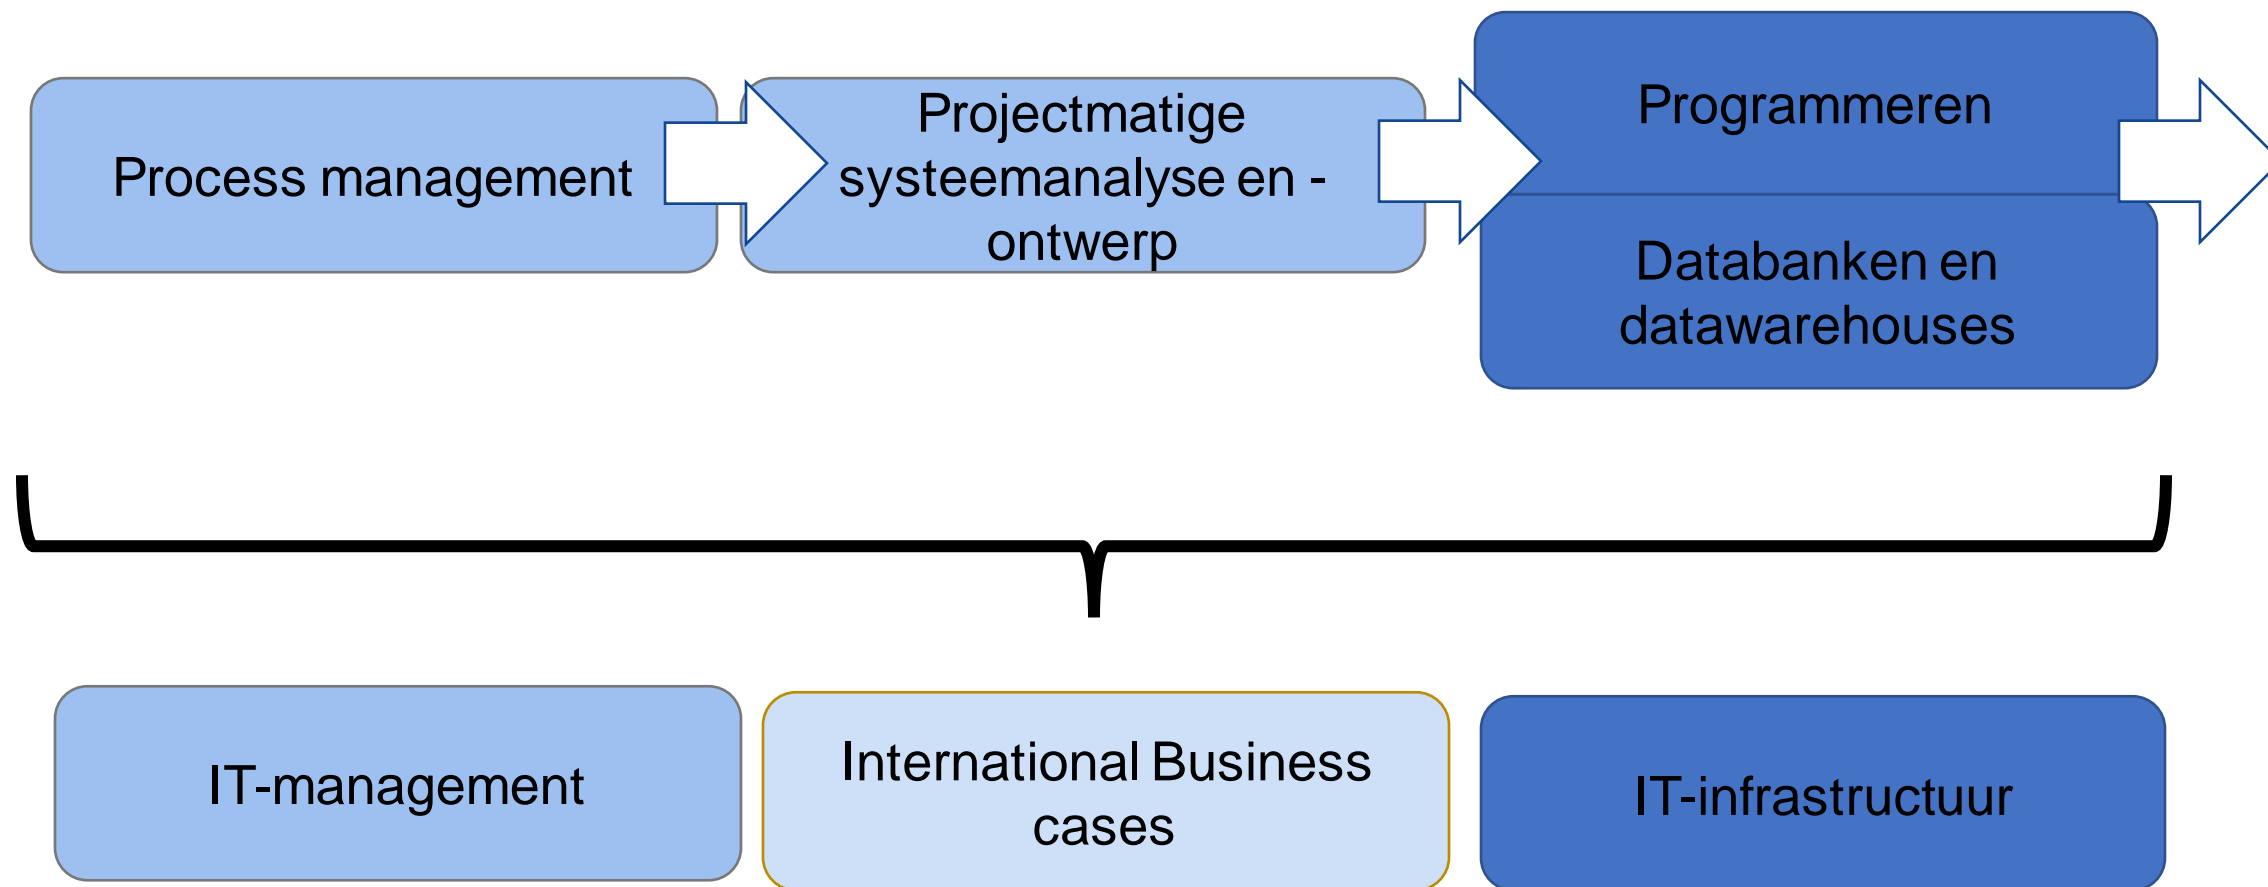 Process management
Projectmatige
systeemanalyse en -
ontwerp
Programmeren
Databanken en
datawarehouses
IT-management
International Business
cases
IT-infrastructuur